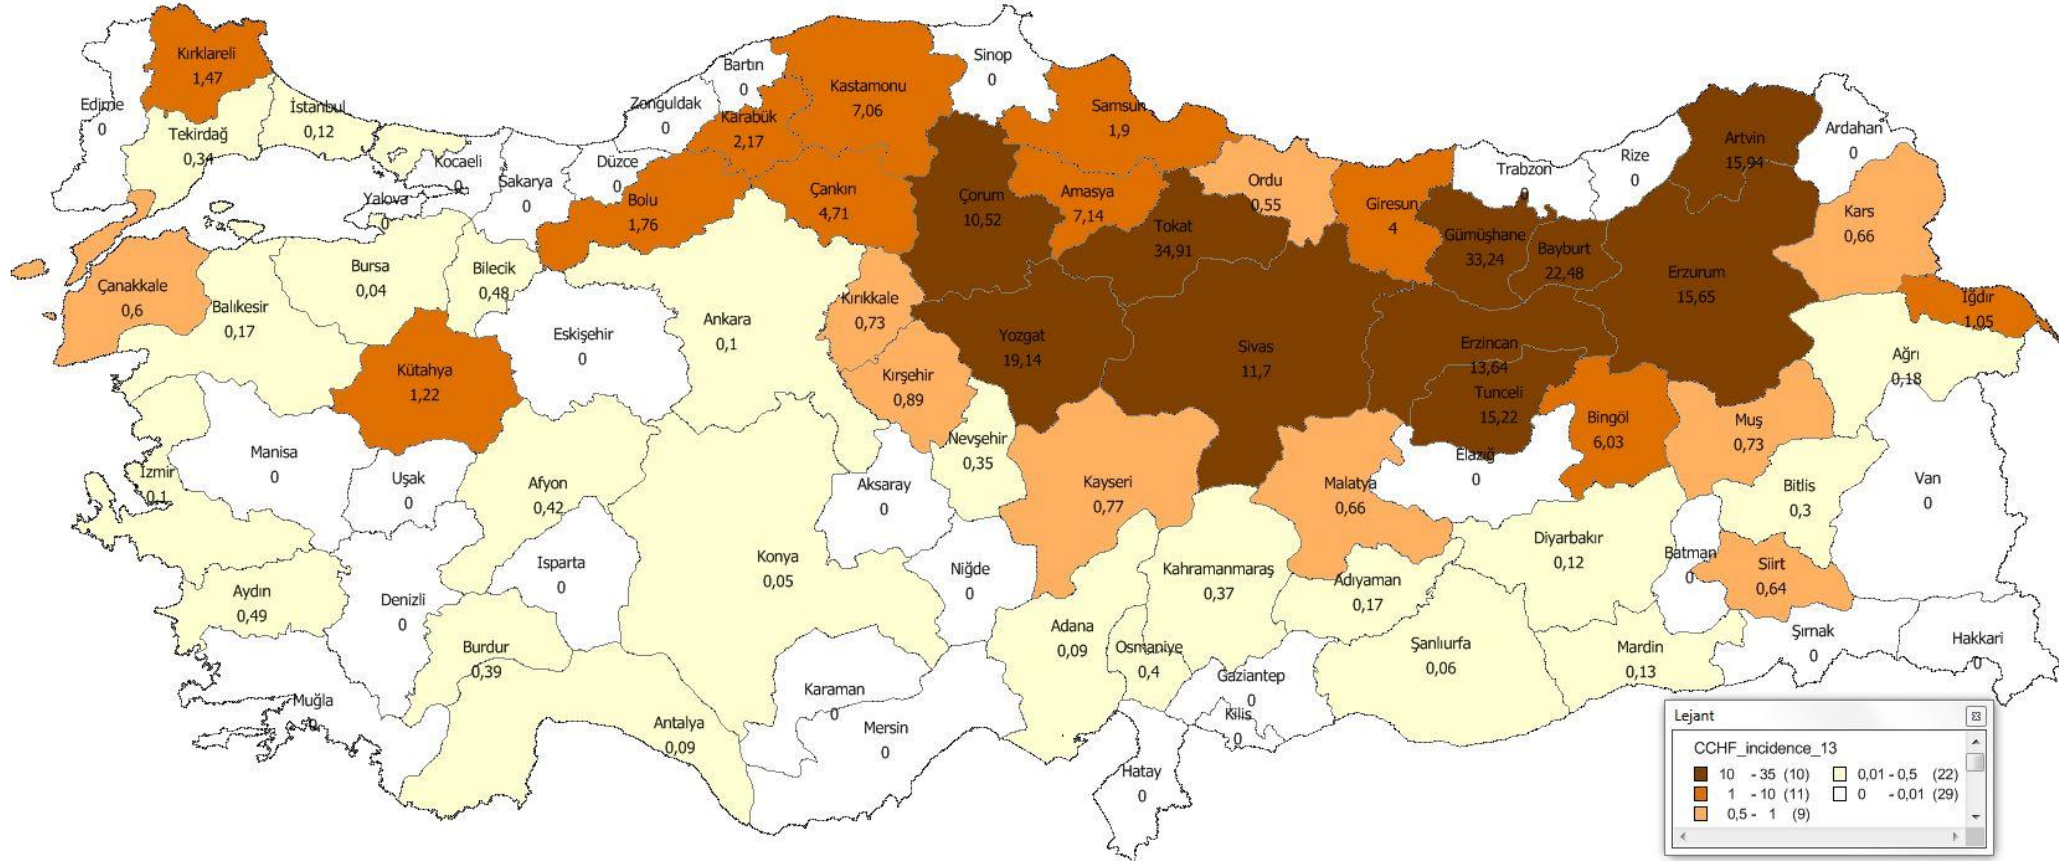 Kırklareli
1,47
Edirne
0
Tekirdağ
0,34
İstanbul
0,12
Kocaeli
0
Yalova
0
Sakarya
0
Düzce
0
Zonguldak
0
Bartın
0
Karabük
2,17
Kastamonu
7,06
Sinop
0
Bolu
1,76
Çankırı
4,71
Çorum
10,52
Samsun
1,9
Amasya
7,14
Tokat
34,91
Ordu
0,55
Giresun
4
Gümüşhane
33,24
Trabzon
0
Bayburt
22,48
Rize
0
Artvin
15,94
Ardahan
0
Kars
0,66
Erzurum
15,65
Iğdır
1,05
Ağrı
0,18
Çanakkale
0,6
Balıkesir
0,17
Bursa
0,04
Bilecik
0,48
Eskişehir
0
Kütahya
1,22
Ankara
0,1
Kırıkkale
0,73
Kırşehir
0,89
Yozgat
19,14
Sivas
11,7
Erzincan
13,64
Tunceli
15,22
Bingöl
6,03
Muş
0,73
Elazığ
0
Manisa
0
İzmir
0,1
Uşak
0
Afyon
0,42
Nevşehir
0,35
Aksaray
0
Kayseri
0,77
Malatya
0,66
Bitlis
0,3
Van
0
Aydın
0,49
Denizli
0
Isparta
0
Konya
0,05
Niğde
0
Kahramanmaraş
0,37
Adıyaman
0,17
Diyarbakır
0,12
Batman
0
Siirt
0,64
Burdur
0,39
Adana
0,09
Osmaniye
0,4
Şanlıurfa
0,06
Mardin
0,13
Şırnak
0
Hakkari
0
Muğla
0
Antalya
0,09
Karaman
0
Mersin
0
Gaziantep
0
Kilis
0
Hatay
0
Lejant
CCHF_incidence_13
10 - 35 (10) 0,01 - 0,5 (22)
1 - 10 (11) 0 - 0,01 (29)
0,5 - 1 (9)